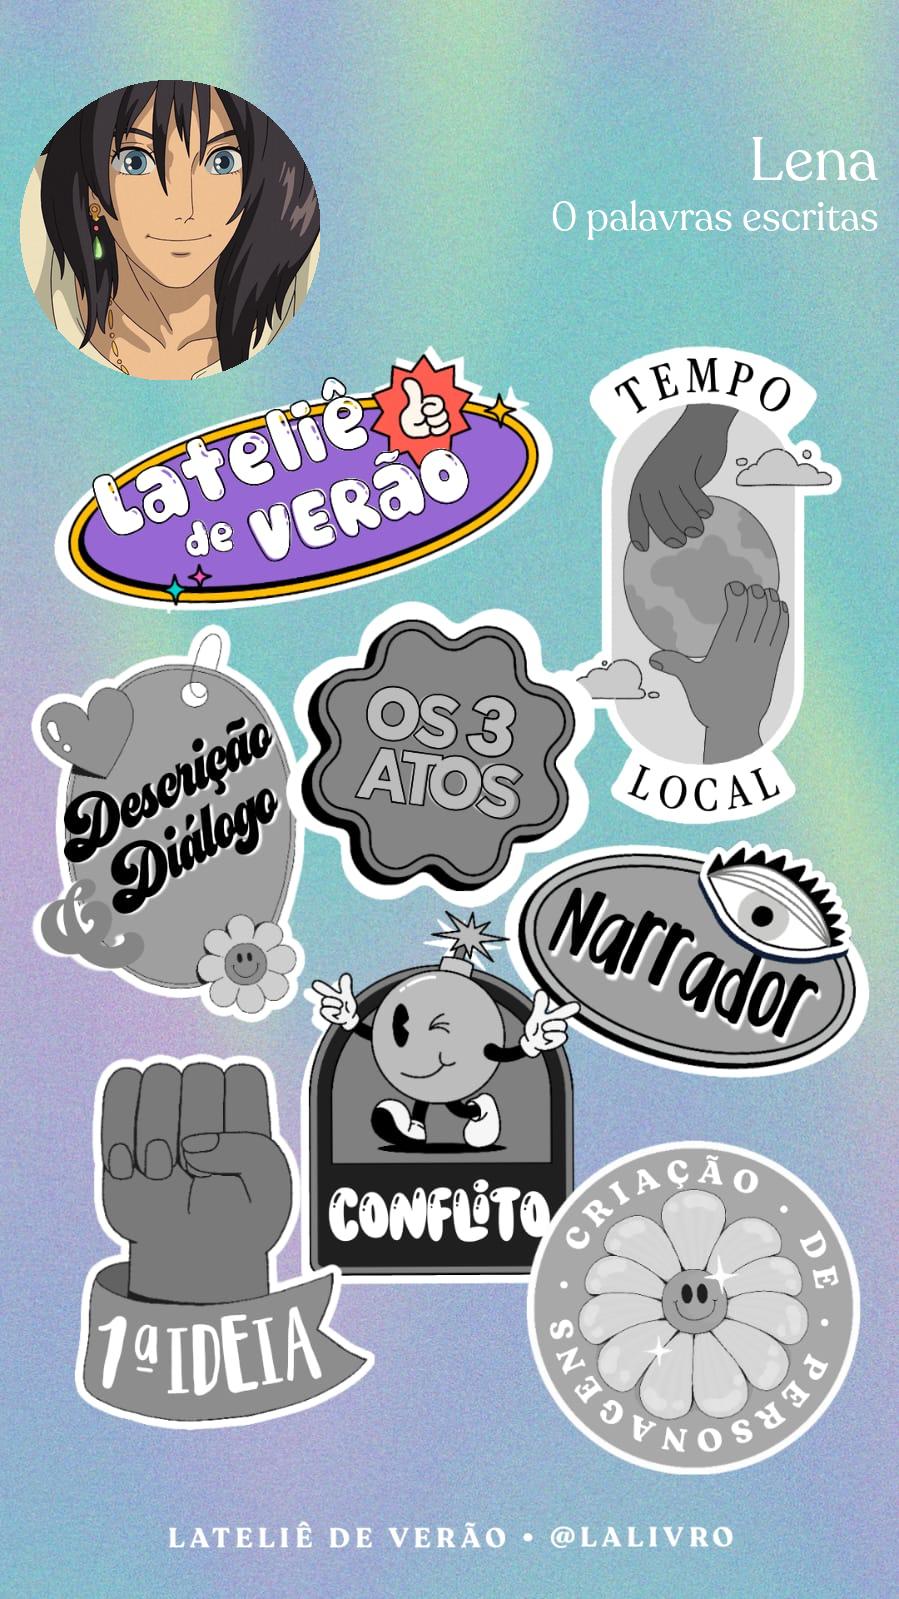 Lena
0 palavras escritas
Lateliê
de VERÃO
TEMPO
LOCAL
OS 3
ATOS
Descrição
&
Diálogo
Narrador
CONFLITO
1ª IDEIA
CRIAÇÃO · DE · PERSONAGENS ·
LATELIÊ DE VERÃO • @LALIVRO